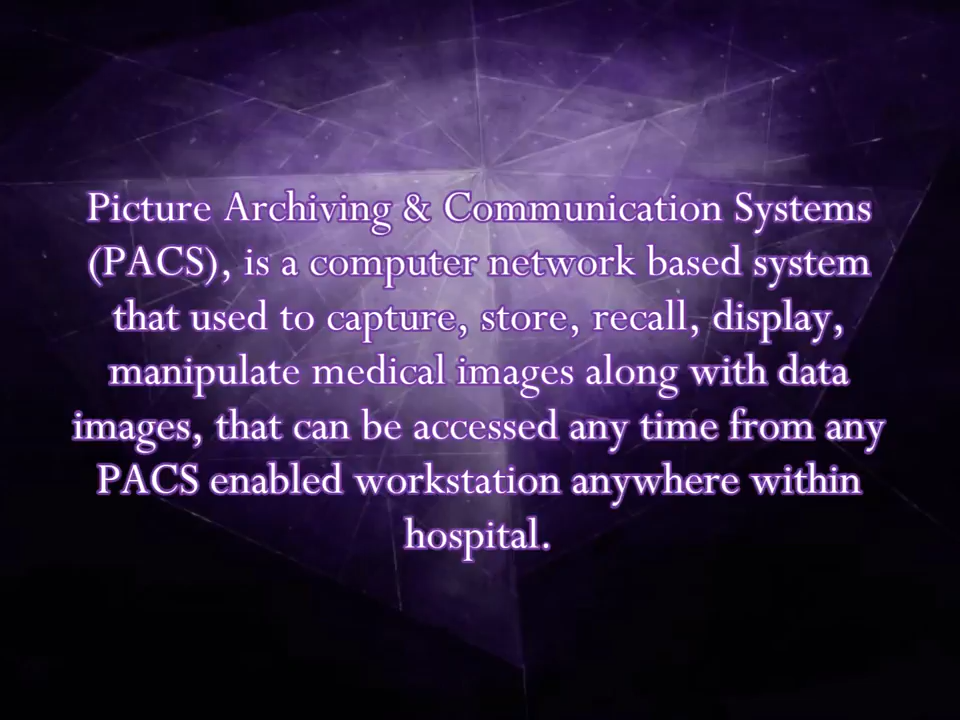 Picture Archiving & Communication Systems
(PACS), is a computer network based system
that used to capture, store, recall, display,
manipulate medical images along with data
images, that can be accessed any time from any
PACS enabled workstation anywhere within
hospital.